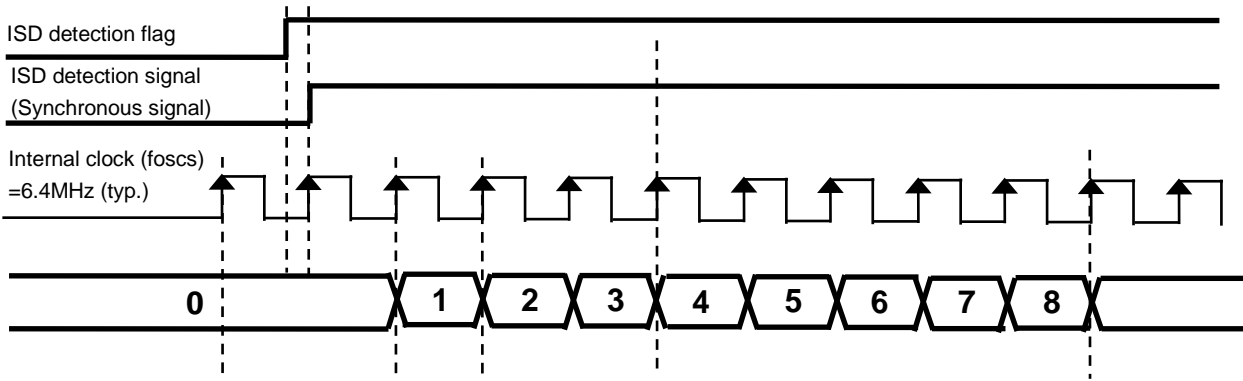 ISD detection flag
ISD detection signal
(Synchronous signal)
Internal clock (foscs)
=6.4MHz (typ.)
0 1 2 3 4 5 6 7 8